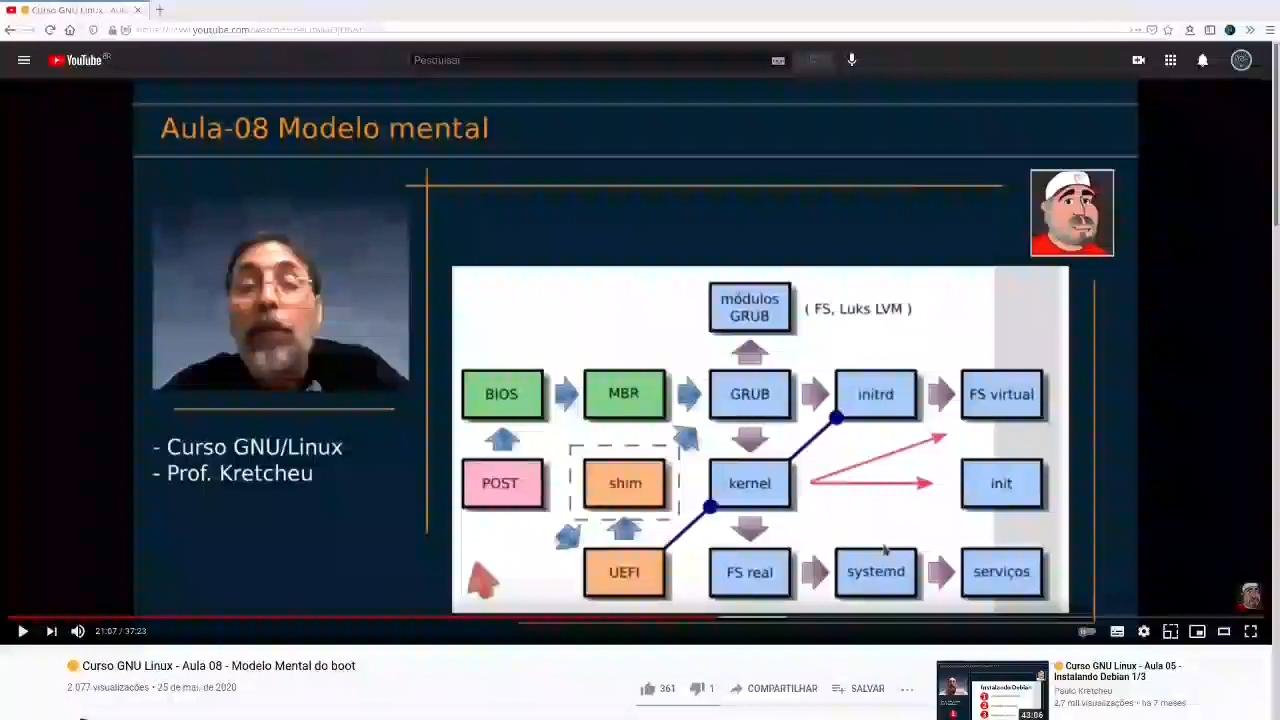 Curso GNU Linux - Aula
YouTube BR
Pesquisar
Aula-08 Modelo mental
- Curso GNU/Linux
- Prof. Kretcheu
módulos
GRUB
( FS, Luks LVM )
BIOS
MBR
GRUB
initrd
FS virtual
POST
shim
kernel
init
UEFI
FS real
systemd
serviços
21:07 / 37:23
Curso GNU Linux - Aula 08 - Modelo Mental do boot
2.077 visualizações • 25 de mai. de 2020
361
1
COMPARTILHAR
SALVAR
Instalando Debian
1
2
3
43:06
Curso GNU Linux - Aula 05 -
Instalando Debian 1/3
Paulo Kretcheu
2,7 mil visualizações • há 7 meses